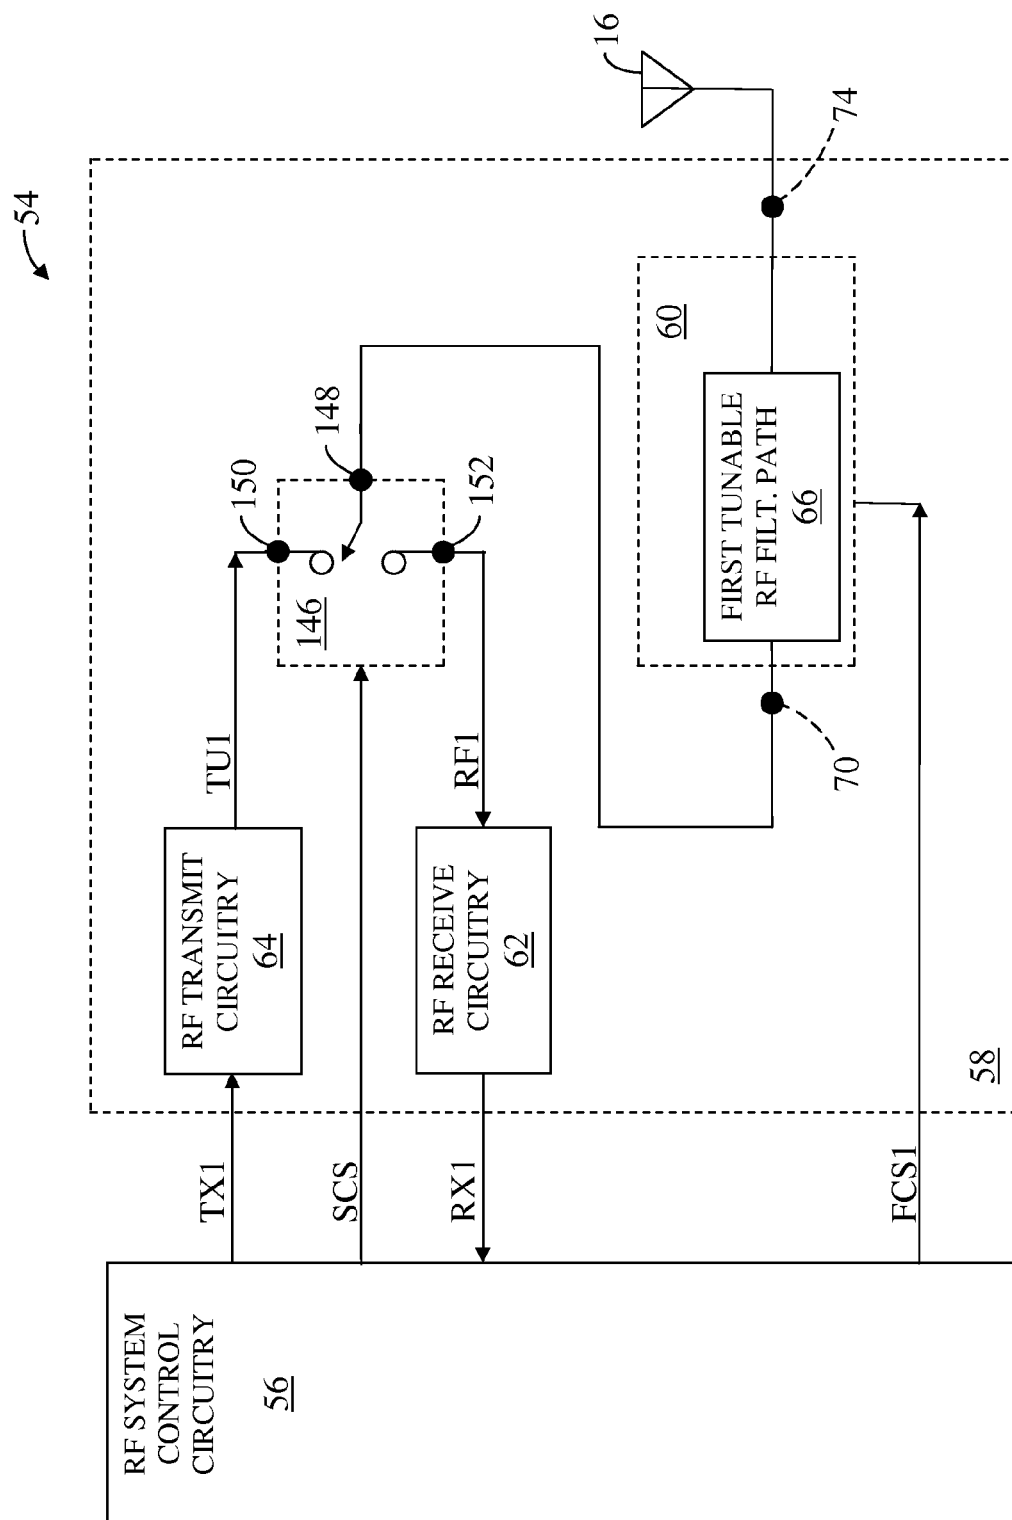 54
RF SYSTEM
CONTROL
CIRCUITRY
56
TX1
SCS
RX1
FCS1
RF TRANSMIT
CIRCUITRY
64
TU1
RF RECEIVE
CIRCUITRY
62
RF1
146
150
148
152
70
60
FIRST TUNABLE
RF FILT. PATH
66
74
16
58